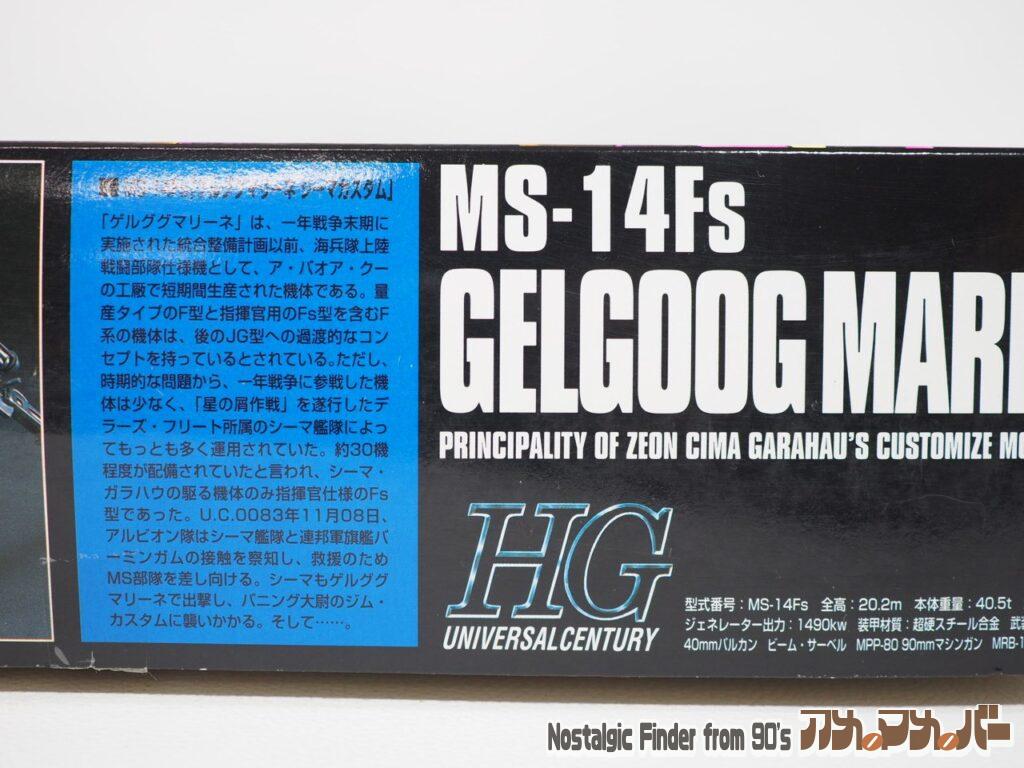 シーマカスタム】
「ゲルググマリーネ」は、一年戦争末期に
実施された統合整備計画以前、海兵隊上陸
戦闘部隊仕様機として、ア・バオア・クー
の工廠で短期間生産された機体である。量
産タイプのF型と指揮官用のFs型を含むF
系の機体は、後のJG型への過渡的なコン
セプトを持っているとされている。ただし、
時期的な問題から、一年戦争に参戦した機
体は少なく、「星の屑作戦」を遂行したデ
ラーズ・フリート所属のシーマ艦隊によっ
てもっとも多く運用されていた。約30機
程度が配備されていたと言われ、シーマ・
ガラハウの駆る機体のみ指揮官仕様のFs
型であった。U.C.0083年11月08日、
アルビオン隊はシーマ艦隊と連邦軍旗艦バ
ーミンガムの接触を察知し、救援のため
MS部隊を差し向ける。シーマもゲルググ
マリーネで出撃し、バニング大尉のジム・
カスタムに襲いかかる。そして……。
MS-14Fs
GELGOOG MARI
PRINCIPALITY OF ZEON CIMA GARAHAU'S CUSTOMIZE MO
HG
UNIVERSAL CENTURY
型式番号：MS-14Fs 全高：20.2m 本体重量：40.5t
ジェネレーター出力：1490kw 装甲材質：超硬スチール合金 武
40mmバルカン ビーム・サーベル MPP-80 90mmマシンガン MRB-1
Nostalgic Finder from 90's アカ。マカ。バー